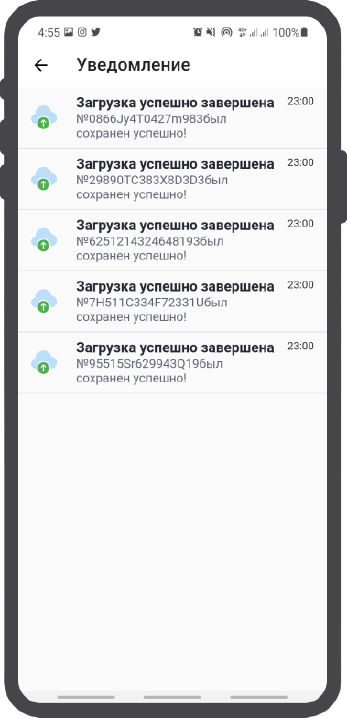 4:55 100%
Уведомление
Загрузка успешно завершена 23:00
№0866Jy4T0427m983был
сохранен успешно!
Загрузка успешно завершена 23:00
№29890TC383X8D3D3был
сохранен успешно!
Загрузка успешно завершена 23:00
№6251214324648193был
сохранен успешно!
Загрузка успешно завершена 23:00
№7H511C334F72331Uбыл
сохранен успешно!
Загрузка успешно завершена 23:00
№95515Sr629943Q19был
сохранен успешно!